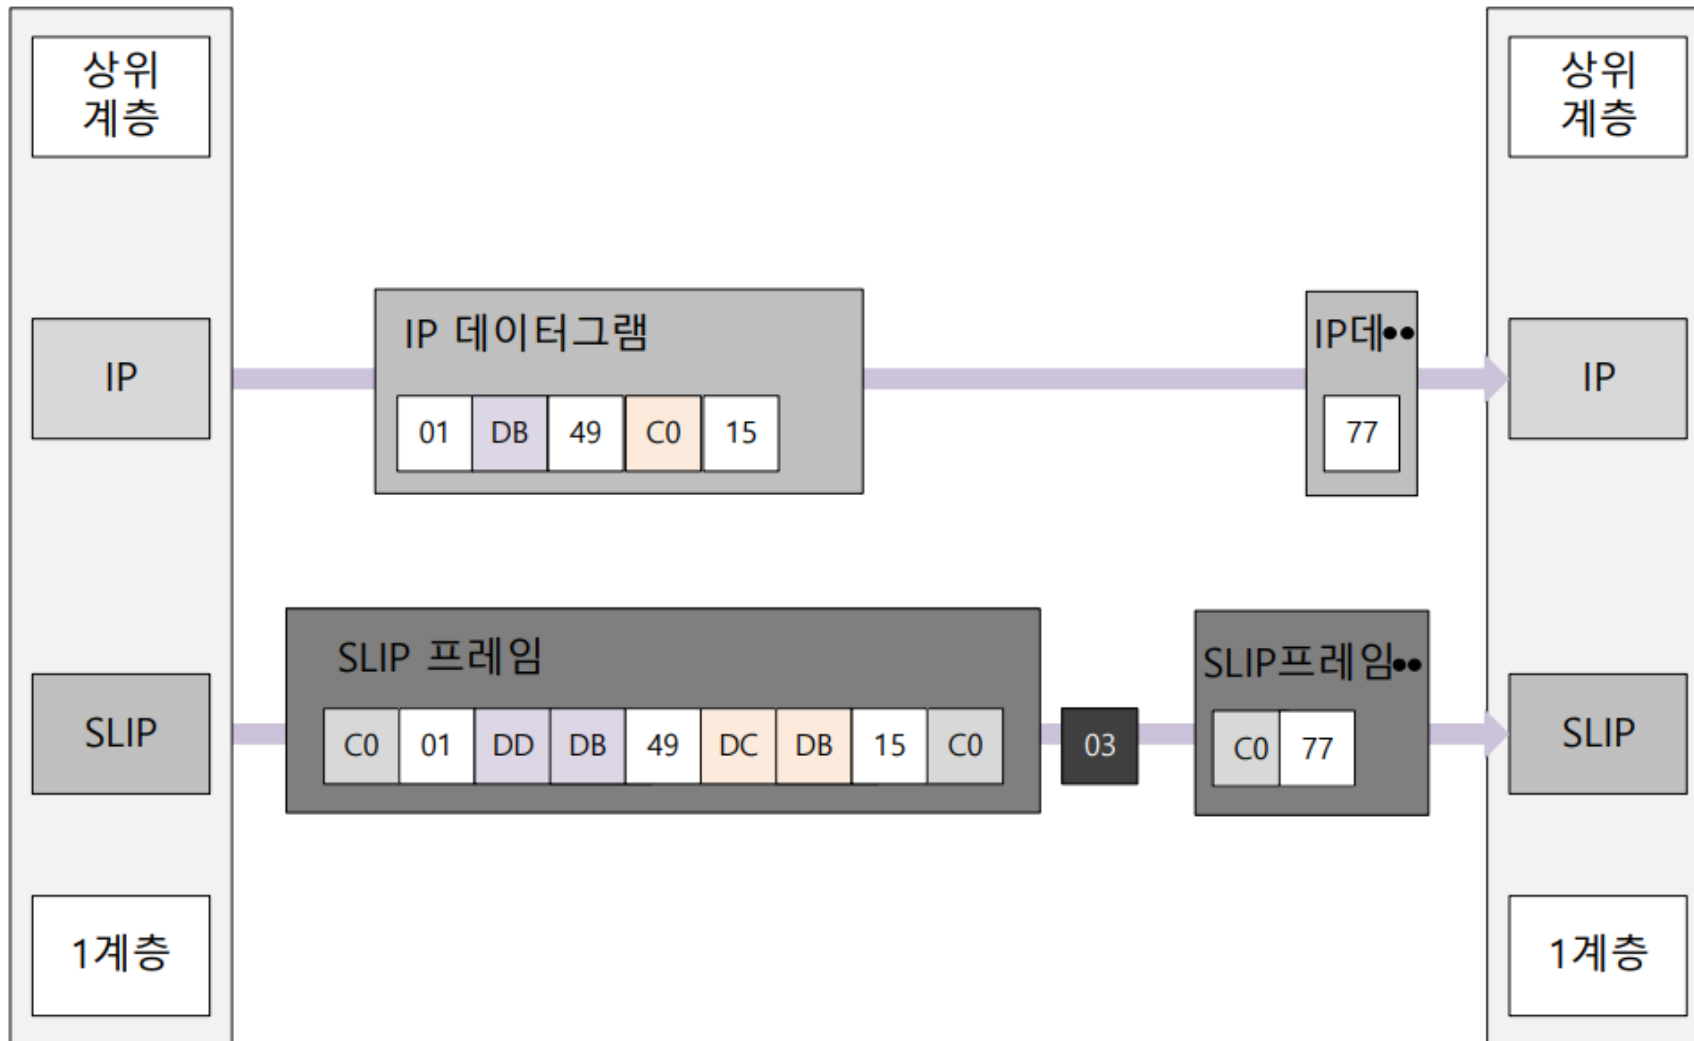 상위
계층
IP
SLIP
1계층
IP 데이터그램
01 DB 49 C0 15
IP데••
77
SLIP 프레임
C0 01 DD DB 49 DC DB 15 C0
03
SLIP프레임••
C0 77
상위
계층
IP
SLIP
1계층